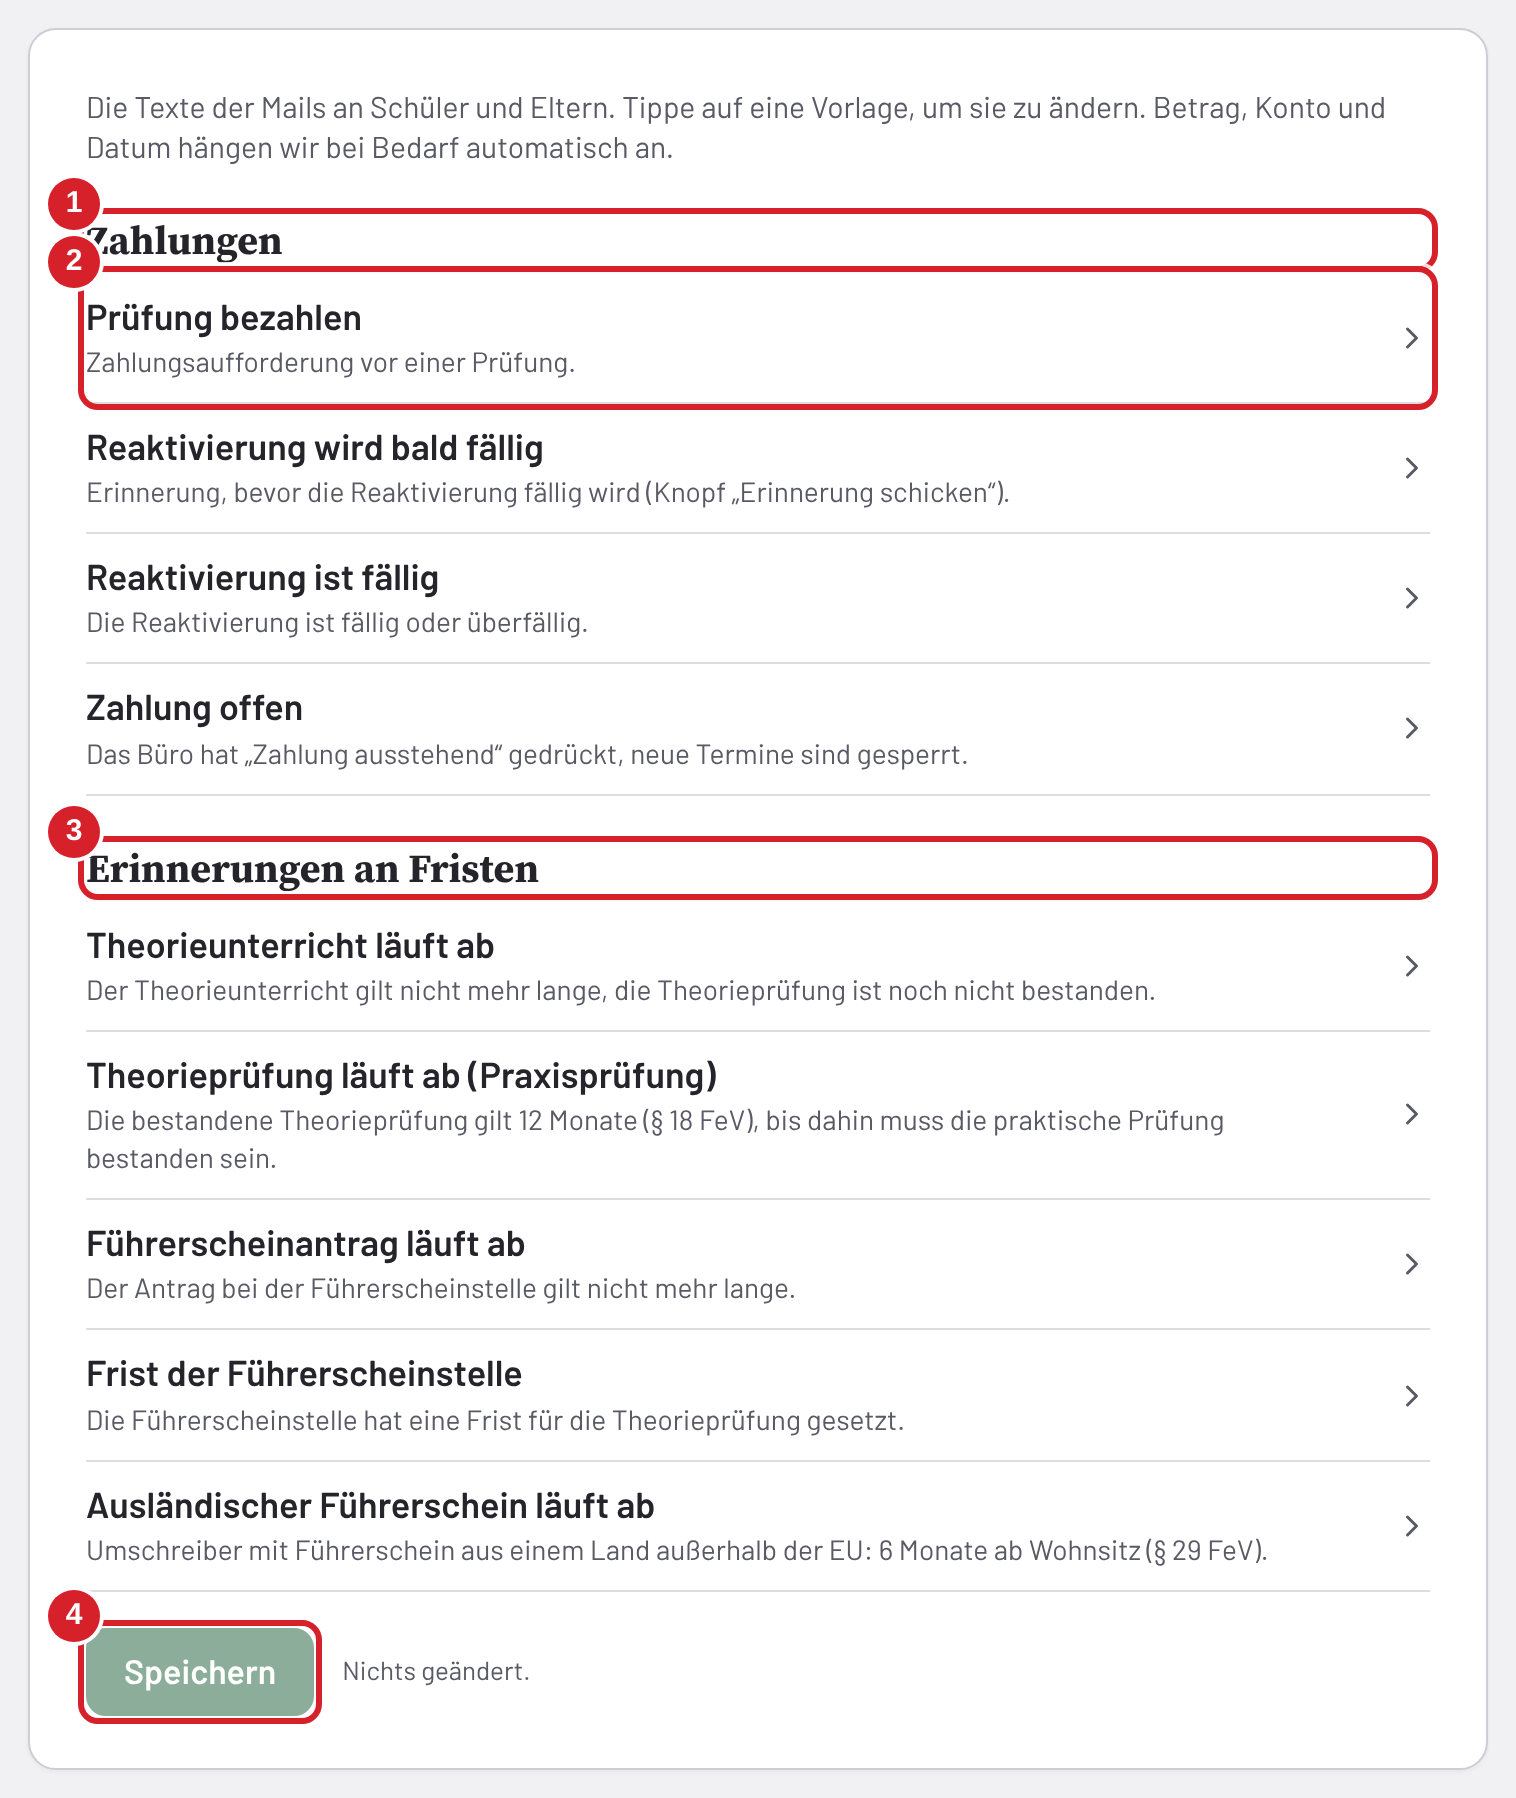 Die Texte der Mails an Schüler und Eltern. Tippe auf eine Vorlage, um sie zu ändern. Betrag, Konto und
Datum hängen wir bei Bedarf automatisch an.
1
Zahlungen
2
Prüfung bezahlen
Zahlungsaufforderung vor einer Prüfung.
Reaktivierung wird bald fällig
Erinnerung, bevor die Reaktivierung fällig wird (Knopf „Erinnerung schicken“).
Reaktivierung ist fällig
Die Reaktivierung ist fällig oder überfällig.
Zahlung offen
Das Büro hat „Zahlung ausstehend“ gedrückt, neue Termine sind gesperrt.
3
Erinnerungen an Fristen
Theorieunterricht läuft ab
Der Theorieunterricht gilt nicht mehr lange, die Theorieprüfung ist noch nicht bestanden.
Theorieprüfung läuft ab (Praxisprüfung)
Die bestandene Theorieprüfung gilt 12 Monate (§ 18 FeV), bis dahin muss die praktische Prüfung
bestanden sein.
Führerscheinantrag läuft ab
Der Antrag bei der Führerscheinstelle gilt nicht mehr lange.
Frist der Führerscheinstelle
Die Führerscheinstelle hat eine Frist für die Theorieprüfung gesetzt.
Ausländischer Führerschein läuft ab
Umschreiber mit Führerschein aus einem Land außerhalb der EU: 6 Monate ab Wohnsitz (§ 29 FeV).
4
Speichern
Nichts geändert.